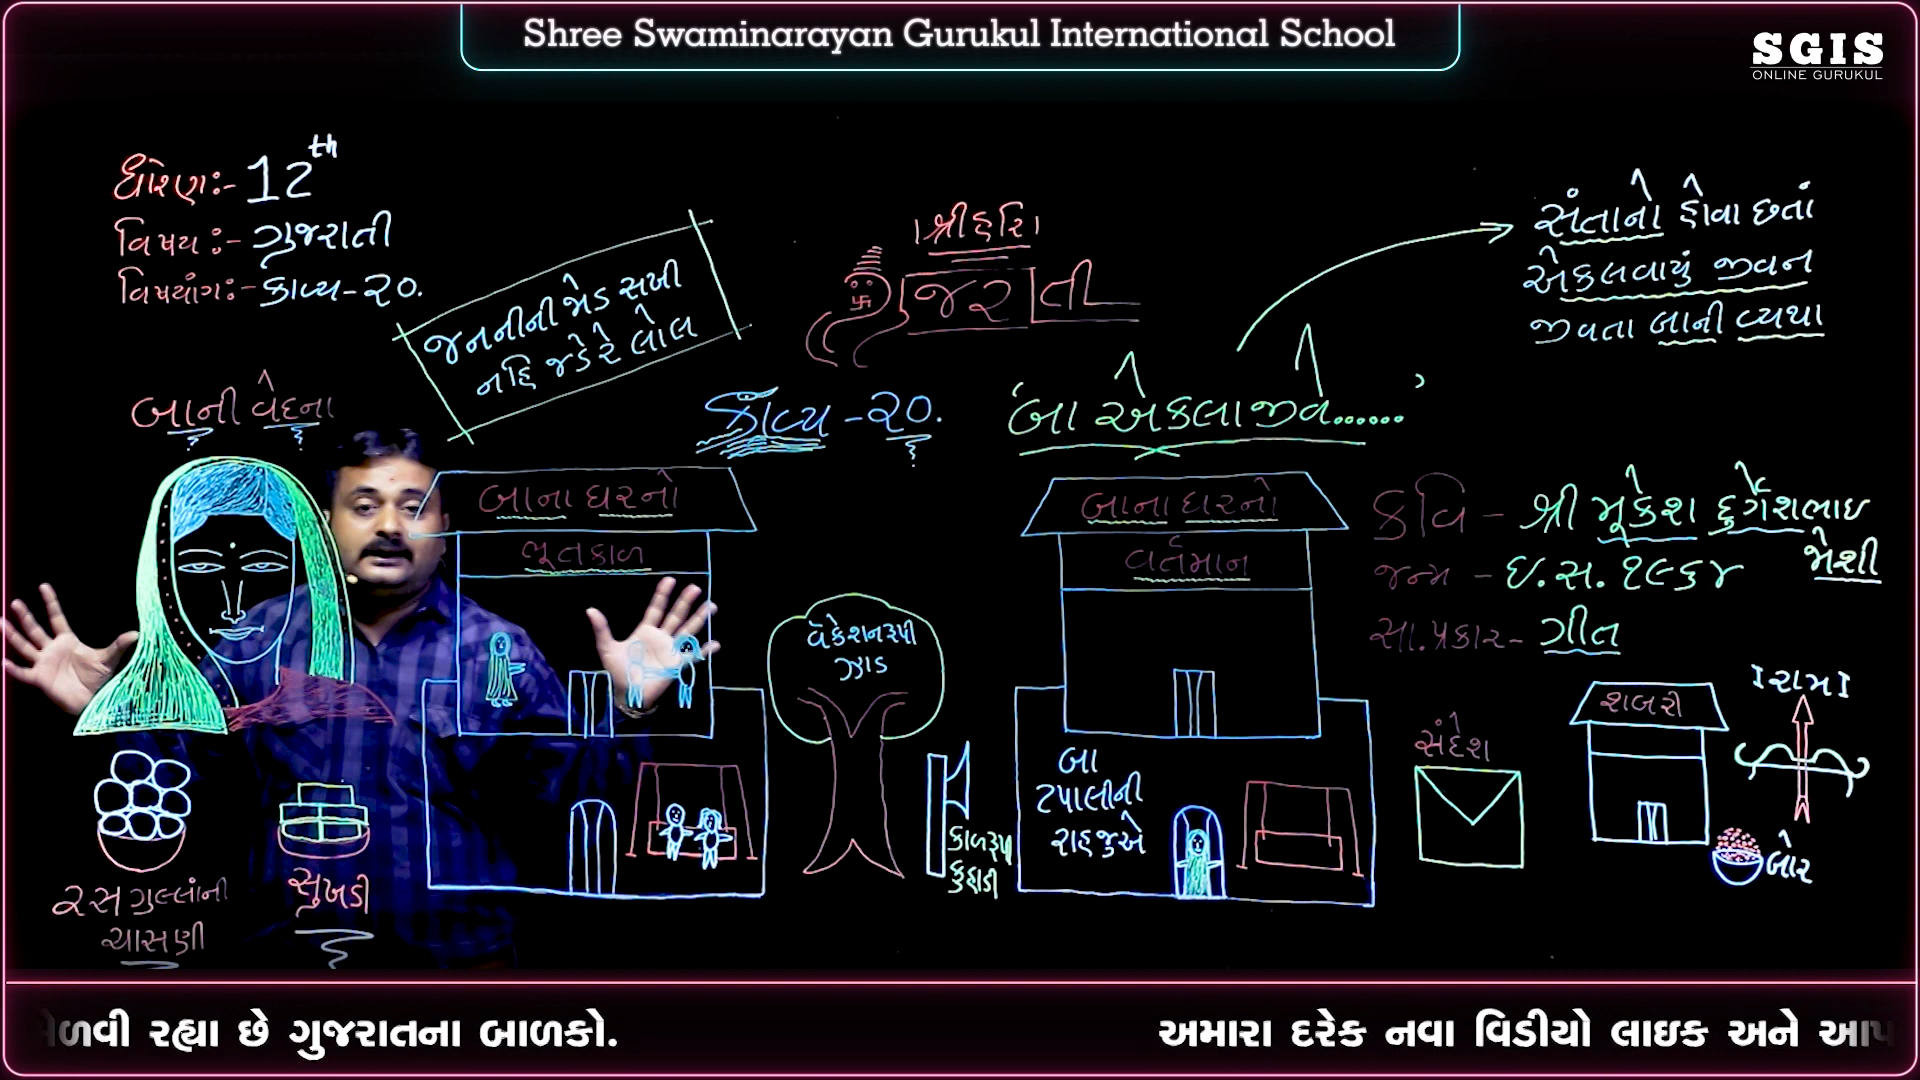 Shree Swaminarayan Gurukul International School
SGIS
ONLINE GURUKUL
ધોરણઃ- 12th
વિષયઃ- ગુજરાતી
વિષયાંગઃ- કાવ્ય-૨૦.
જનનીની જોડ સખી
નહિ જડે રે લોલ
।શ્રીહરિ।
જરાતી
સંતાનો હોવા છતાં
એકલવાયું જીવન
જીવતા બાની વ્યથા
બાની વેદના
કાવ્ય - ૨૦.
'બા એકલા જીવે......'
બાના ઘરનો
ભૂતકાળ
બાના ઘરનો
વર્તમાન
કવિ - શ્રી મૂકેશ દુર્ગેશભાઇ
જોશી
જન્મ - ઇ.સ. ૧૯૬૪
સા.પ્રકાર- ગીત
વૅકેશનરૂપી
ઝાડ
કાળરૂપી
કુહાડી
બા
ટપાલીની
રાહ જુએ
સંદેશ
શબરી
।રામ।
બોર
રસગુલ્લાંની
ચાસણી
સુખડી
ેળવી રહ્યા છે ગુજરાતના બાળકો.
અમારા દરેક નવા વિડીયો લાઇક અને આપ